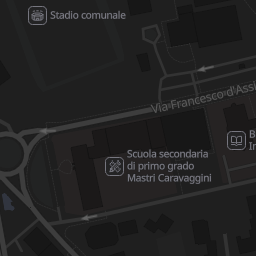 Stadio comunale
Via Francesco d'Assi
B
Scuola secondaria
di primo grado
Mastri Caravaggini